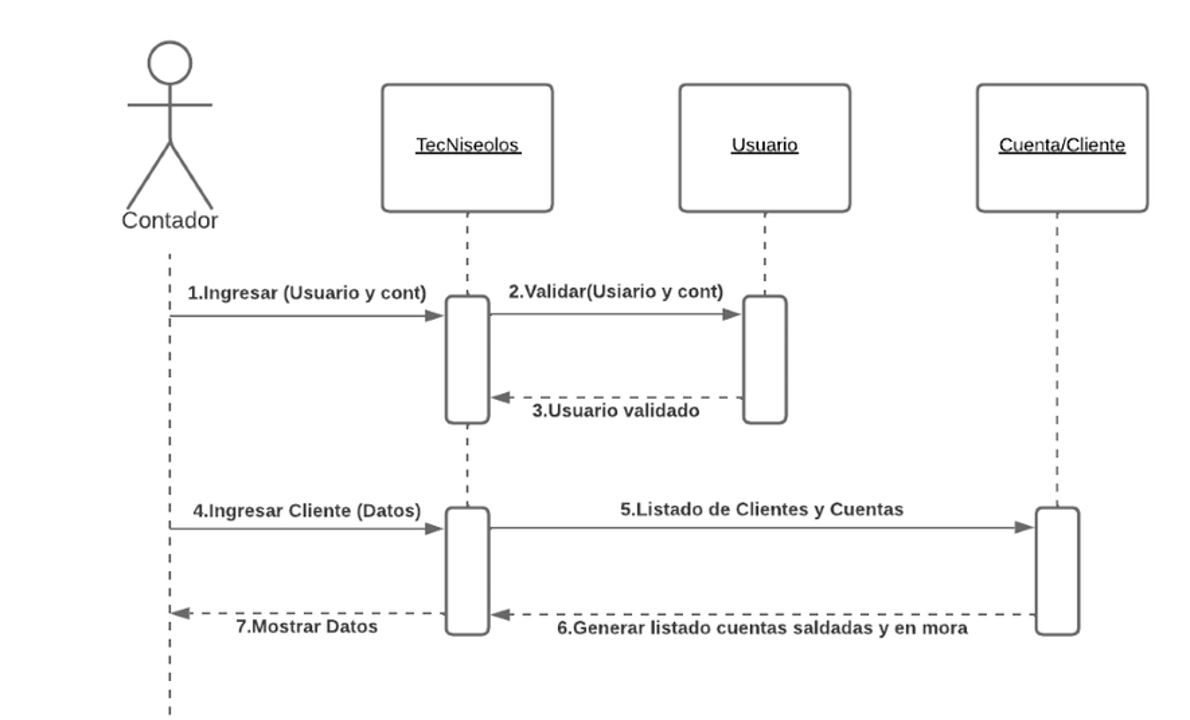 TecNiseolos
Usuario
Cuenta/Cliente
Contador
1.Ingresar (Usuario y cont)
2.Validar(Usiario y cont)
3.Usuario validado
4.Ingresar Cliente (Datos)
5.Listado de Clientes y Cuentas
7.Mostrar Datos
6.Generar listado cuentas saldadas y en mora